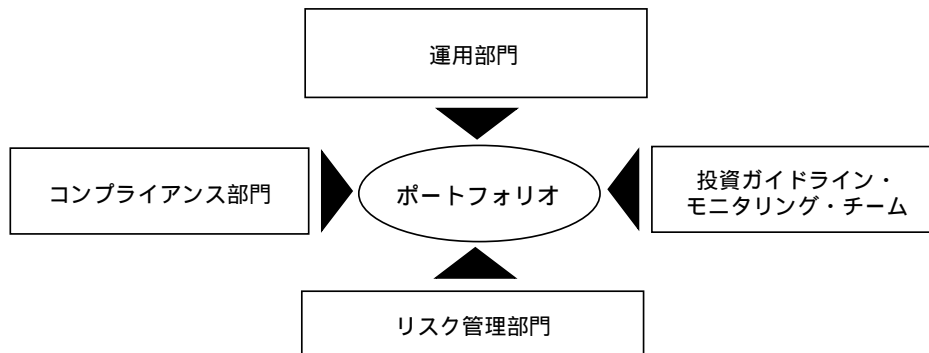 運用部門
コンプライアンス部門
ポートフォリオ
投資ガイドライン・
モニタリング・チーム
リスク管理部門